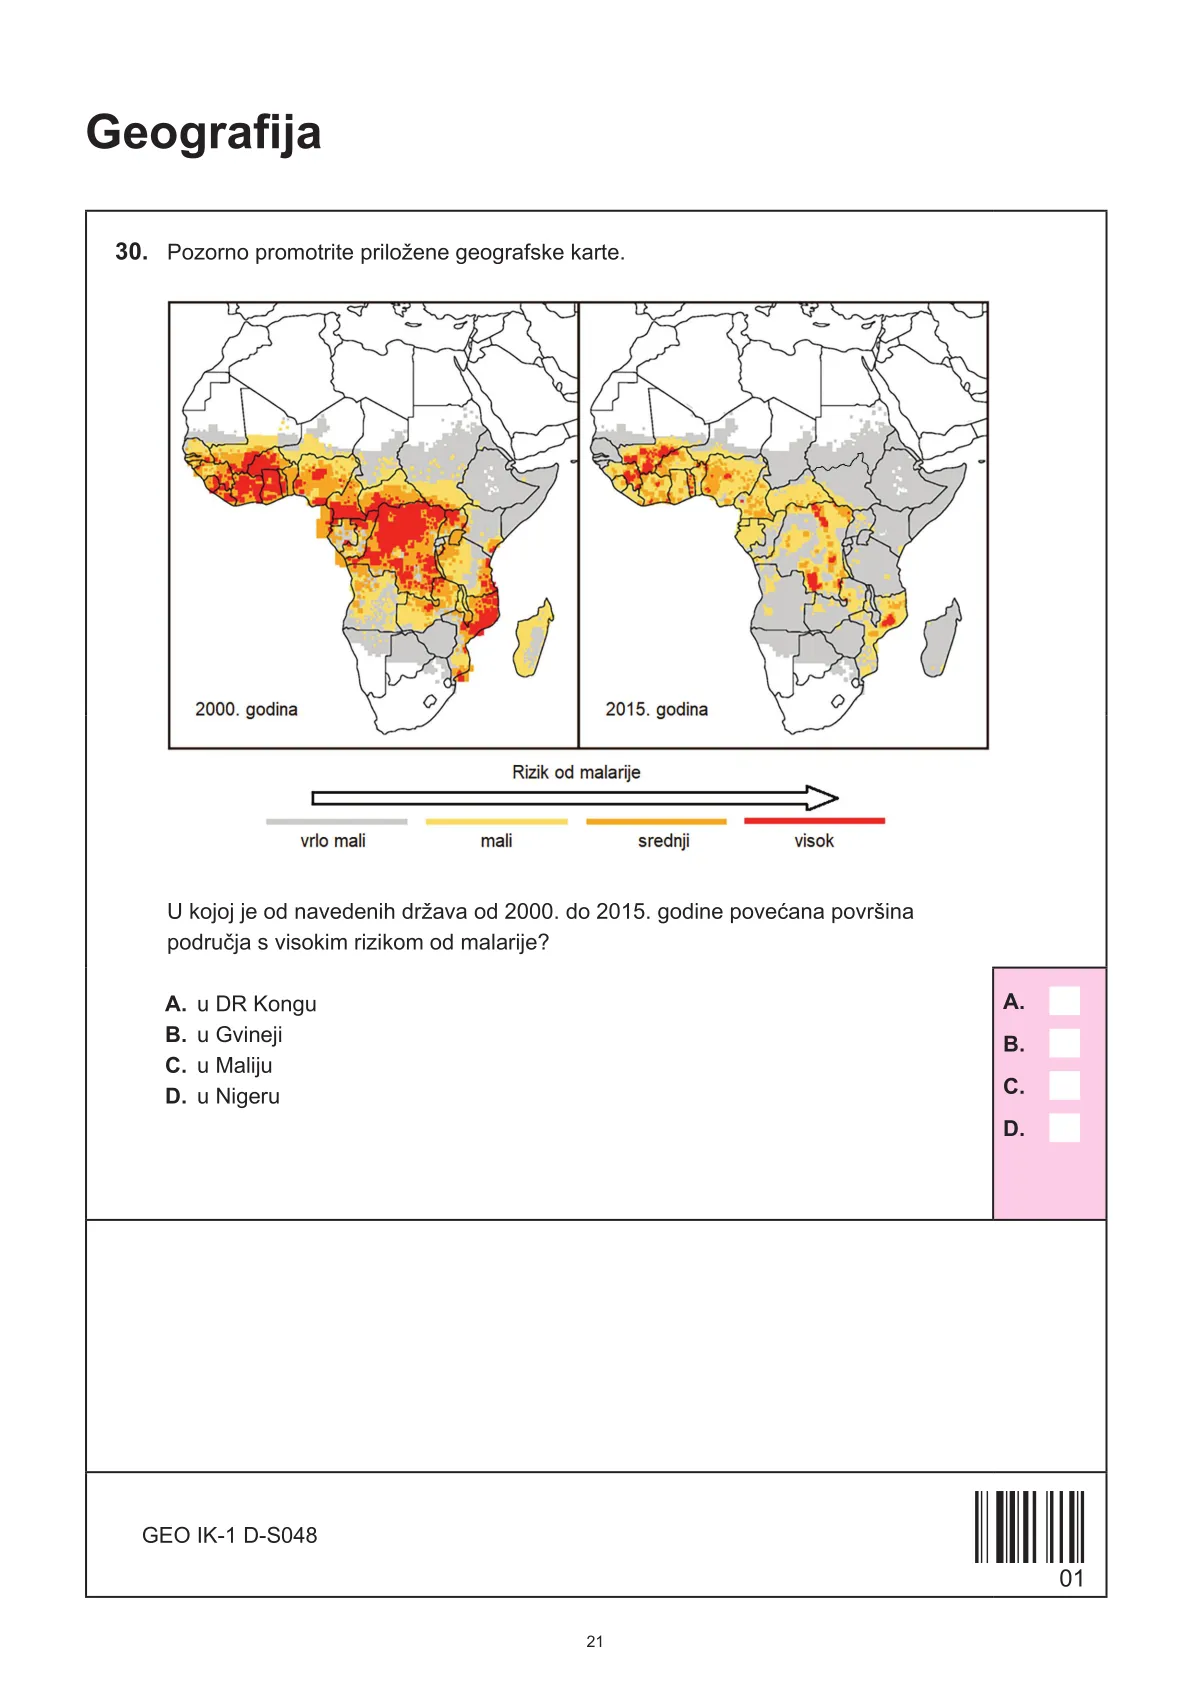 Geografija
30. Pozorno promotrite priložene geografske karte.
2000. godina
2015. godina
Rizik od malarije
vrlo mali
mali
srednji
visok
U kojoj je od navedenih država od 2000. do 2015. godine povećana površina
područja s visokim rizikom od malarije?
A. u DR Kongu
B. u Gvineji
C. u Maliju
D. u Nigeru
A.
B.
C.
D.
GEO IK-1 D-S048
01
21